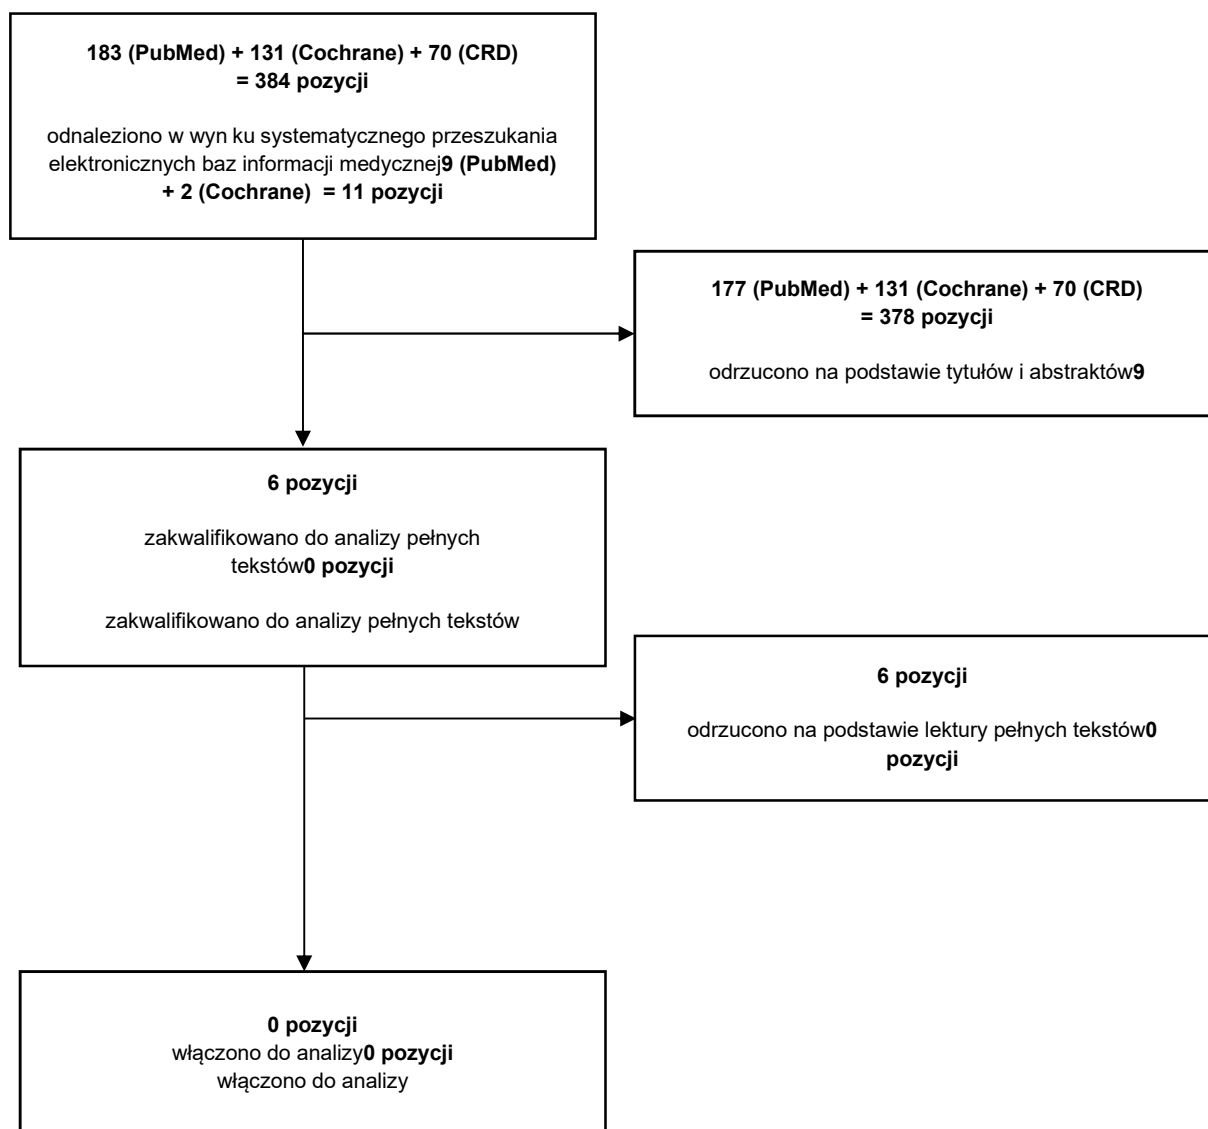 183 (PubMed) + 131 (Cochrane) + 70 (CRD)
= 384 pozycji
odnaleziono w wyn ku systematycznego przeszukania
elektronicznych baz informacji medycznej9 (PubMed)
+ 2 (Cochrane)  = 11 pozycji
177 (PubMed) + 131 (Cochrane) + 70 (CRD)
= 378 pozycji
odrzucono na podstawie tytułów i abstraktów9
6 pozycji
zakwalifikowano do analizy pełnych
tekstów0 pozycji
zakwalifikowano do analizy pełnych tekstów
6 pozycji
odrzucono na podstawie lektury pełnych tekstów0
pozycji
0 pozycji
włączono do analizy0 pozycji
włączono do analizy